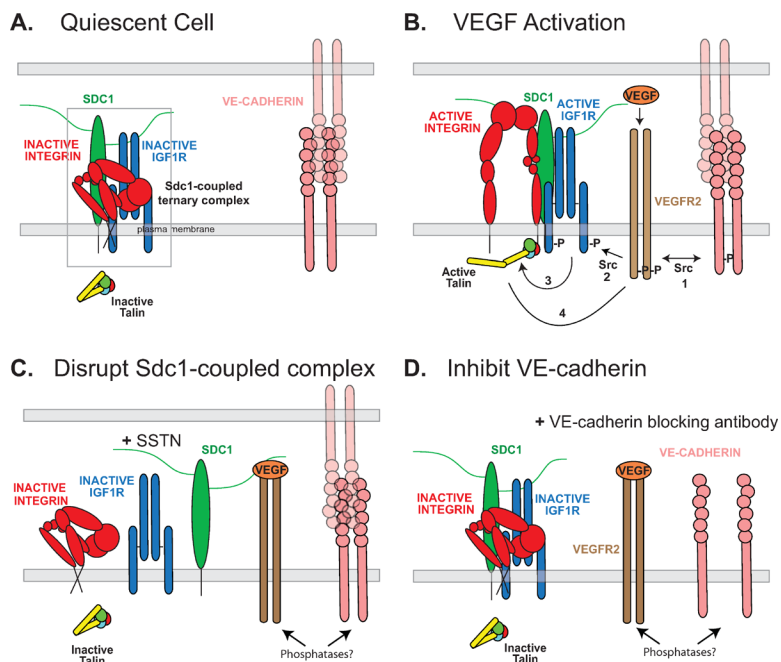 A. Quiescent Cell
SDC1
VE-CADHERIN
INACTIVE
INTEGRIN
INACTIVE
IGF1R
Sdc1-coupled
ternary complex
plasma membrane
Inactive
Talin
B. VEGF Activation
SDC1
ACTIVE
INTEGRIN
ACTIVE
IGF1R
VEGF
VEGFR2
-P
-P
Src
2
-P-P-P
Src
1
-P
Active
Talin
3
4
C. Disrupt Sdc1-coupled complex
+ SSTN
SDC1
VEGF
INACTIVE
IGF1R
INACTIVE
INTEGRIN
Inactive
Talin
Phosphatases?
D. Inhibit VE-cadherin
+ VE-cadherin blocking antibody
SDC1
VE-CADHERIN
VEGF
INACTIVE
INTEGRIN
INACTIVE
IGF1R
VEGFR2
Inactive
Talin
Phosphatases?